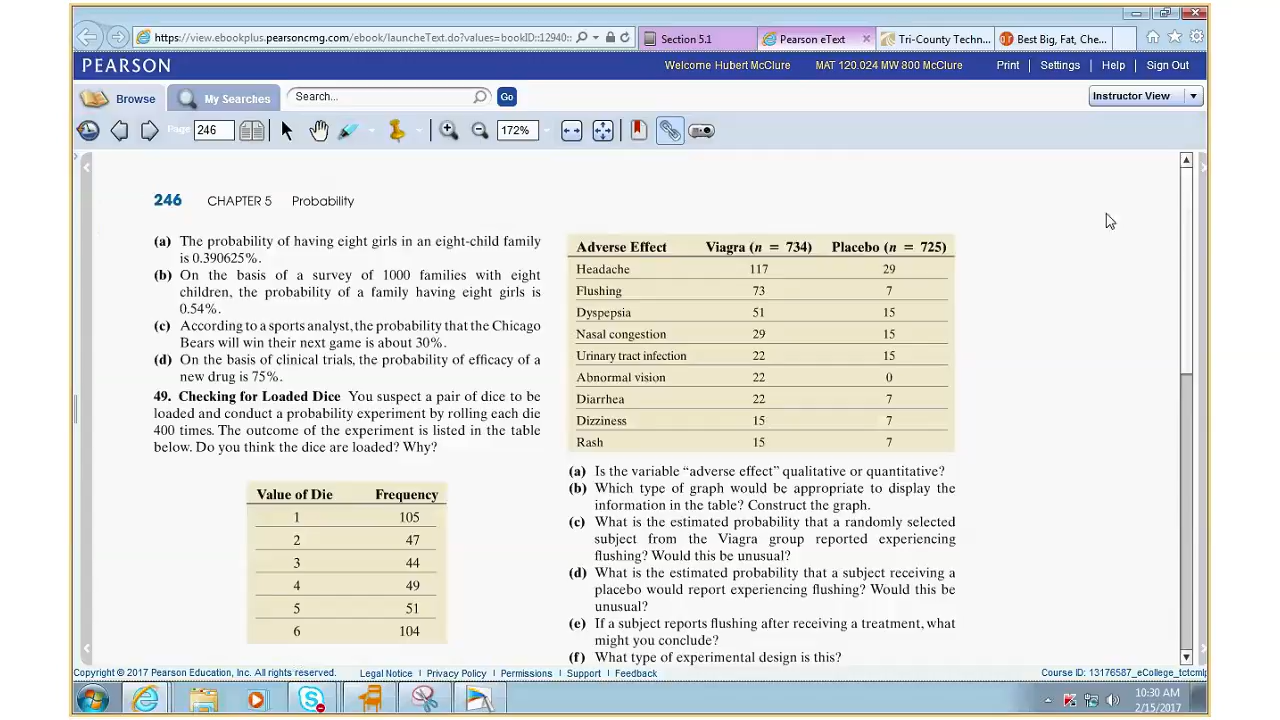 https://view.ebookplus.pearsoncmg.com/ebook/launcheText.do?values=bookID::12940::
Section 5.1
Pearson eText
Tri-County Techn...
Best Big, Fat, Che...
PEARSON
Welcome Hubert McClure
MAT 120.024 MW 800 McClure
Print
Settings
Help
Sign Out
Browse
My Searches
Search...
Go
Instructor View
Page
246
172%
246 CHAPTER 5 Probability
(a) The probability of having eight girls in an eight-child family
is 0.390625%.
(b) On the basis of a survey of 1000 families with eight
children, the probability of a family having eight girls is
0.54%.
(c) According to a sports analyst, the probability that the Chicago
Bears will win their next game is about 30%.
(d) On the basis of clinical trials, the probability of efficacy of a
new drug is 75%.
49. Checking for Loaded Dice You suspect a pair of dice to be
loaded and conduct a probability experiment by rolling each die
400 times. The outcome of the experiment is listed in the table
below. Do you think the dice are loaded? Why?
Value of Die Frequency
1 105
2 47
3 44
4 49
5 51
6 104
Adverse Effect Viagra (n = 734) Placebo (n = 725)
Headache 117 29
Flushing 73 7
Dyspepsia 51 15
Nasal congestion 29 15
Urinary tract infection 22 15
Abnormal vision 22 0
Diarrhea 22 7
Dizziness 15 7
Rash 15 7
(a) Is the variable “adverse effect” qualitative or quantitative?
(b) Which type of graph would be appropriate to display the
information in the table? Construct the graph.
(c) What is the estimated probability that a randomly selected
subject from the Viagra group reported experiencing
flushing? Would this be unusual?
(d) What is the estimated probability that a subject receiving a
placebo would report experiencing flushing? Would this be
unusual?
(e) If a subject reports flushing after receiving a treatment, what
might you conclude?
(f) What type of experimental design is this?
Copyright © 2017 Pearson Education, Inc. All rights reserved.
Legal Notice | Privacy Policy | Permissions | Support | Feedback
Course ID: 13176587_eCollege_tctcmlp
10:30 AM
2/15/2017